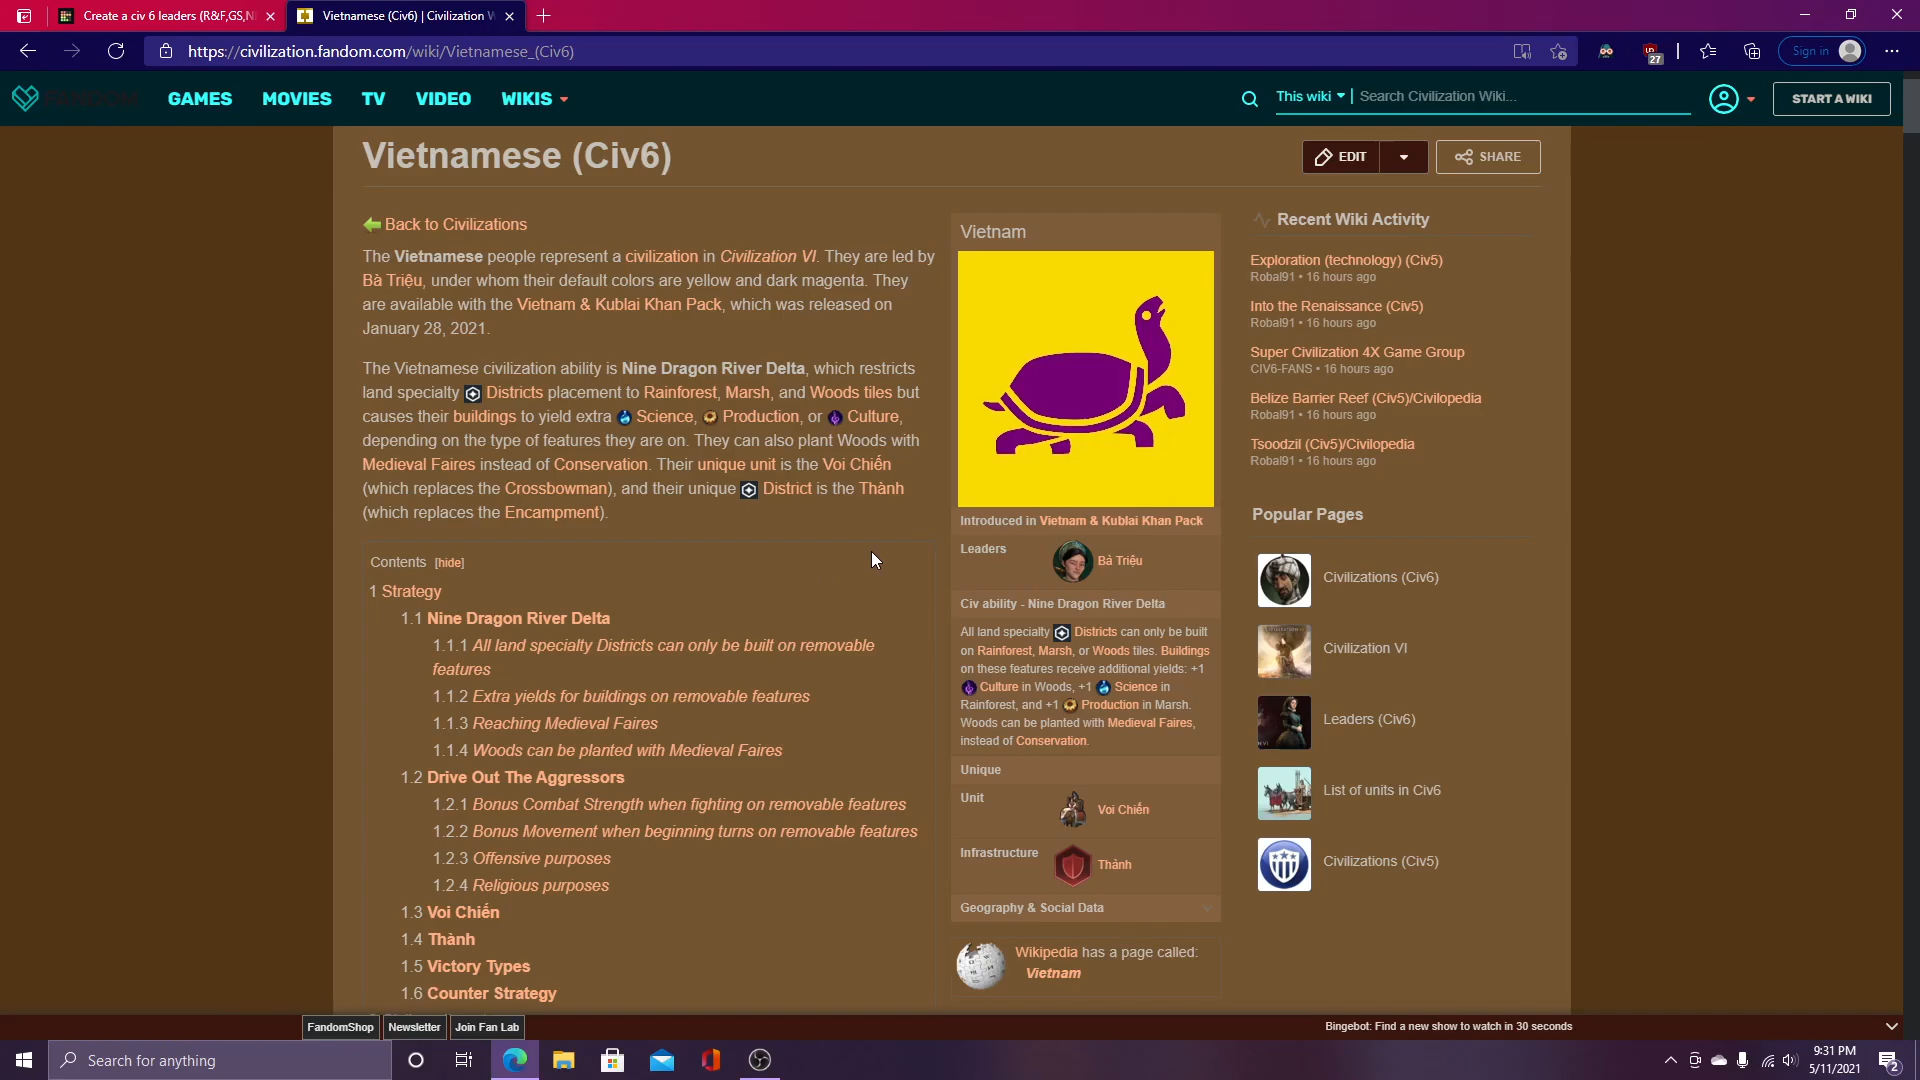 Create a civ 6 leaders (R&F,GS,N
Vietnamese (Civ6) | Civilization W
https://civilization.fandom.com/wiki/Vietnamese_(Civ6)
27
Sign in
GAMES MOVIES TV VIDEO WIKIS
This wiki
Search Civilization Wiki...
START A WIKI
Vietnamese (Civ6)
EDIT
SHARE
Back to Civilizations
The Vietnamese people represent a civilization in Civilization VI. They are led by
Bà Triệu, under whom their default colors are yellow and dark magenta. They
are available with the Vietnam & Kublai Khan Pack, which was released on
January 28, 2021.
The Vietnamese civilization ability is Nine Dragon River Delta, which restricts
land specialty Districts placement to Rainforest, Marsh, and Woods tiles but
causes their buildings to yield extra Science, Production, or Culture,
depending on the type of features they are on. They can also plant Woods with
Medieval Faires instead of Conservation. Their unique unit is the Voi Chiến
(which replaces the Crossbowman), and their unique District is the Thành
(which replaces the Encampment).
Contents [hide]
1 Strategy
1.1 Nine Dragon River Delta
1.1.1 All land specialty Districts can only be built on removable
features
1.1.2 Extra yields for buildings on removable features
1.1.3 Reaching Medieval Faires
1.1.4 Woods can be planted with Medieval Faires
1.2 Drive Out The Aggressors
1.2.1 Bonus Combat Strength when fighting on removable features
1.2.2 Bonus Movement when beginning turns on removable features
1.2.3 Offensive purposes
1.2.4 Religious purposes
1.3 Voi Chiến
1.4 Thành
1.5 Victory Types
1.6 Counter Strategy
Vietnam
Introduced in Vietnam & Kublai Khan Pack
Leaders
Bà Triệu
Civ ability - Nine Dragon River Delta
All land specialty Districts can only be built
on Rainforest, Marsh, or Woods tiles. Buildings
on these features receive additional yields: +1
Culture in Woods, +1 Science in
Rainforest, and +1 Production in Marsh.
Woods can be planted with Medieval Faires,
instead of Conservation.
Unique
Unit
Voi Chiến
Infrastructure
Thành
Geography & Social Data
Wikipedia has a page called:
Vietnam
Recent Wiki Activity
Exploration (technology) (Civ5)
Robal91 • 16 hours ago
Into the Renaissance (Civ5)
Robal91 • 16 hours ago
Super Civilization 4X Game Group
CIV6-FANS • 16 hours ago
Belize Barrier Reef (Civ5)/Civilopedia
Robal91 • 16 hours ago
Tsoodzil (Civ5)/Civilopedia
Robal91 • 16 hours ago
Popular Pages
Civilizations (Civ6)
Civilization VI
Leaders (Civ6)
List of units in Civ6
Civilizations (Civ5)
FandomShop
Newsletter
Join Fan Lab
Bingebot: Find a new show to watch in 30 seconds
Search for anything
9:31 PM
5/11/2021
2